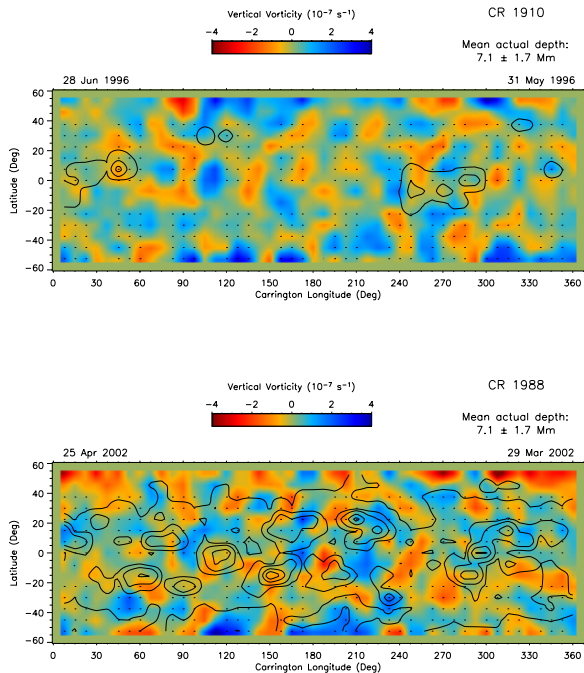 CR 1910
Vertical Vorticity (10⁻⁷ s⁻¹)
−4 −2 0 2 4
Mean actual depth:
7.1 ± 1.7 Mm
28 Jun 1996 31 May 1996
60
40
20
0
−20
−40
−60
Latitude (Deg)
0 30 60 90 120 150 180 210 240 270 300 330 360
Carrington Longitude (Deg)
CR 1988
Vertical Vorticity (10⁻⁷ s⁻¹)
−4 −2 0 2 4
Mean actual depth:
7.1 ± 1.7 Mm
25 Apr 2002 29 Mar 2002
60
40
20
0
−20
−40
−60
Latitude (Deg)
0 30 60 90 120 150 180 210 240 270 300 330 360
Carrington Longitude (Deg)